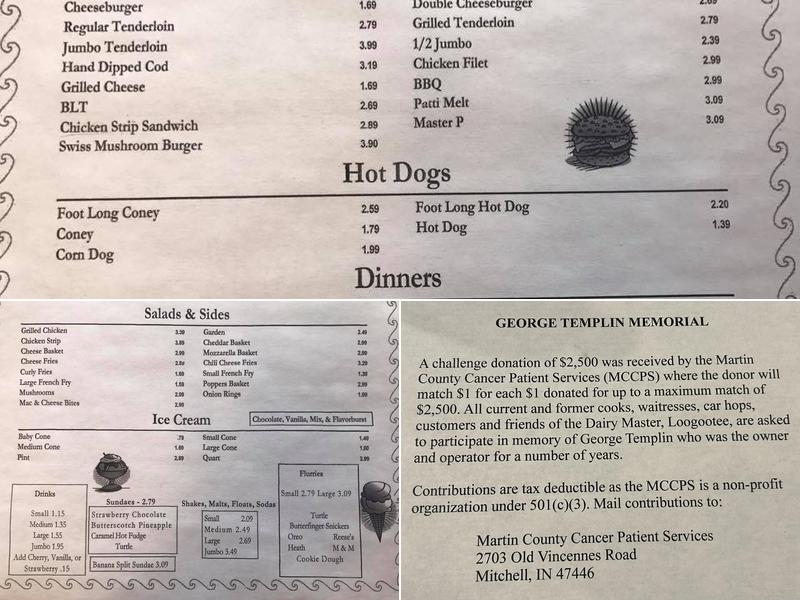 Cheeseburger 1.69 Double Cheeseburger
Regular Tenderloin 2.79 Grilled Tenderloin 2.79
Jumbo Tenderloin 3.99 1/2 Jumbo 2.39
Hand Dipped Cod 3.19 Chicken Filet 2.99
Grilled Cheese 1.69 BBQ 2.99
BLT 2.69 Patti Melt 3.09
Chicken Strip Sandwich 2.89 Master P 3.09
Swiss Mushroom Burger 3.90
Hot Dogs
Foot Long Coney 2.59 Foot Long Hot Dog 2.20
Coney 1.79 Hot Dog 1.39
Corn Dog 1.99
Dinners
Salads & Sides
Grilled Chicken Garden
Chicken Strip Cheddar Basket
Cheese Basket Mozzarella Basket
Cheese Fries Chili Cheese Fries
Curly Fries Small French Fry
Large French Fry Poppers Basket
Mushrooms Onion Rings
Mac & Cheese Bites
Ice Cream
Chocolate, Vanilla, Mix, & Flavorburst
Baby Cone Small Cone
Medium Cone Large Cone
Pint Quart
Drinks
Small 1.15
Medium 1.35
Large 1.55
Jumbo 1.95
Add Cherry, Vanilla, or
Strawberry .15
Sundaes - 2.79
Strawberry Chocolate
Butterscotch Pineapple
Caramel Hot Fudge
Turtle
Banana Split Sundae 3.09
Shakes, Malts, Floats, Sodas
Small 2.09
Medium 2.49
Large 2.69
Jumbo 3.49
Flurries
Small 2.79 Large 3.09
Turtle
Butterfinger Snickers
Oreo Reese's
Heath M & M
Cookie Dough
GEORGE TEMPLIN MEMORIAL
A challenge donation of $2,500 was received by the Martin
County Cancer Patient Services (MCCPS) where the donor will
match $1 for each $1 donated for up to a maximum match of
$2,500. All current and former cooks, waitresses, car hops,
customers and friends of the Dairy Master, Loogootee, are asked
to participate in memory of George Templin who was the owner
and operator for a number of years.
Contributions are tax deductible as the MCCPS is a non-profit
organization under 501(c)(3). Mail contributions to:
Martin County Cancer Patient Services
2703 Old Vincennes Road
Mitchell, IN 47446